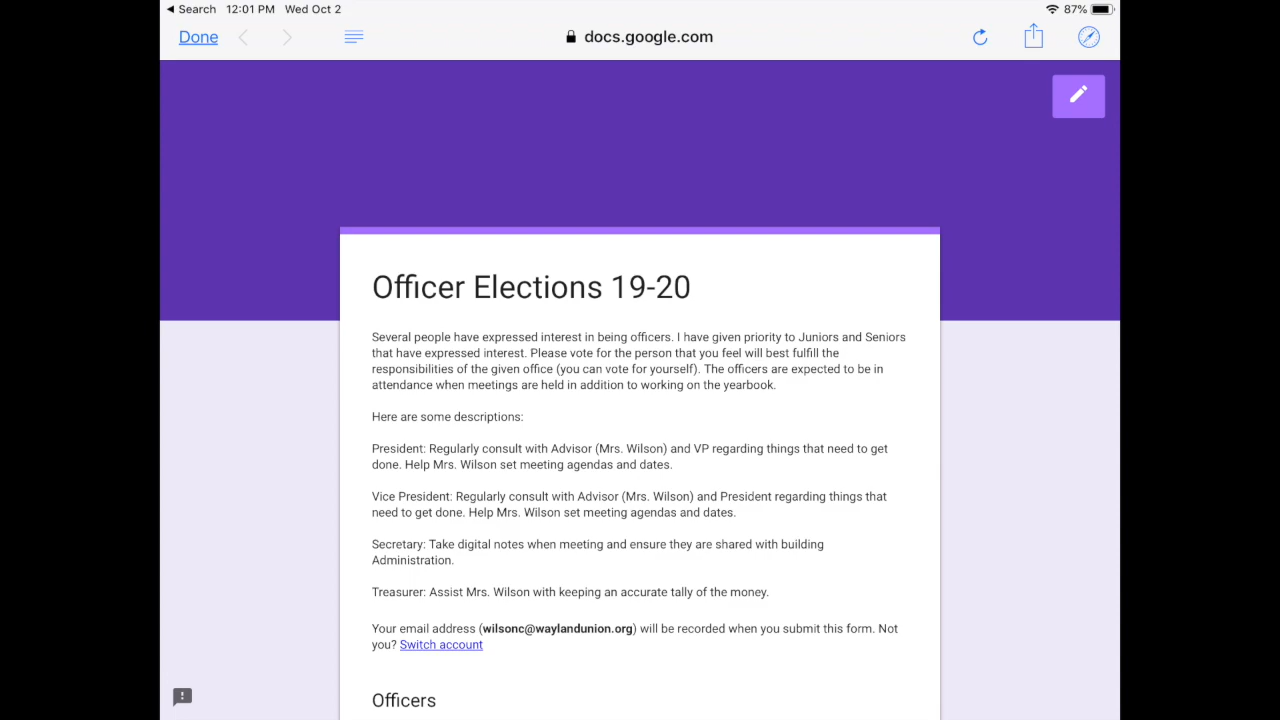 Search 12:01 PM Wed Oct 2 87%
Done docs.google.com
Officer Elections 19-20
Several people have expressed interest in being officers. I have given priority to Juniors and Seniors
that have expressed interest. Please vote for the person that you feel will best fulfill the
responsibilities of the given office (you can vote for yourself). The officers are expected to be in
attendance when meetings are held in addition to working on the yearbook.
Here are some descriptions:
President: Regularly consult with Advisor (Mrs. Wilson) and VP regarding things that need to get
done. Help Mrs. Wilson set meeting agendas and dates.
Vice President: Regularly consult with Advisor (Mrs. Wilson) and President regarding things that
need to get done. Help Mrs. Wilson set meeting agendas and dates.
Secretary: Take digital notes when meeting and ensure they are shared with building
Administration.
Treasurer: Assist Mrs. Wilson with keeping an accurate tally of the money.
Your email address (wilsonc@waylandunion.org) will be recorded when you submit this form. Not
you? Switch account
Officers